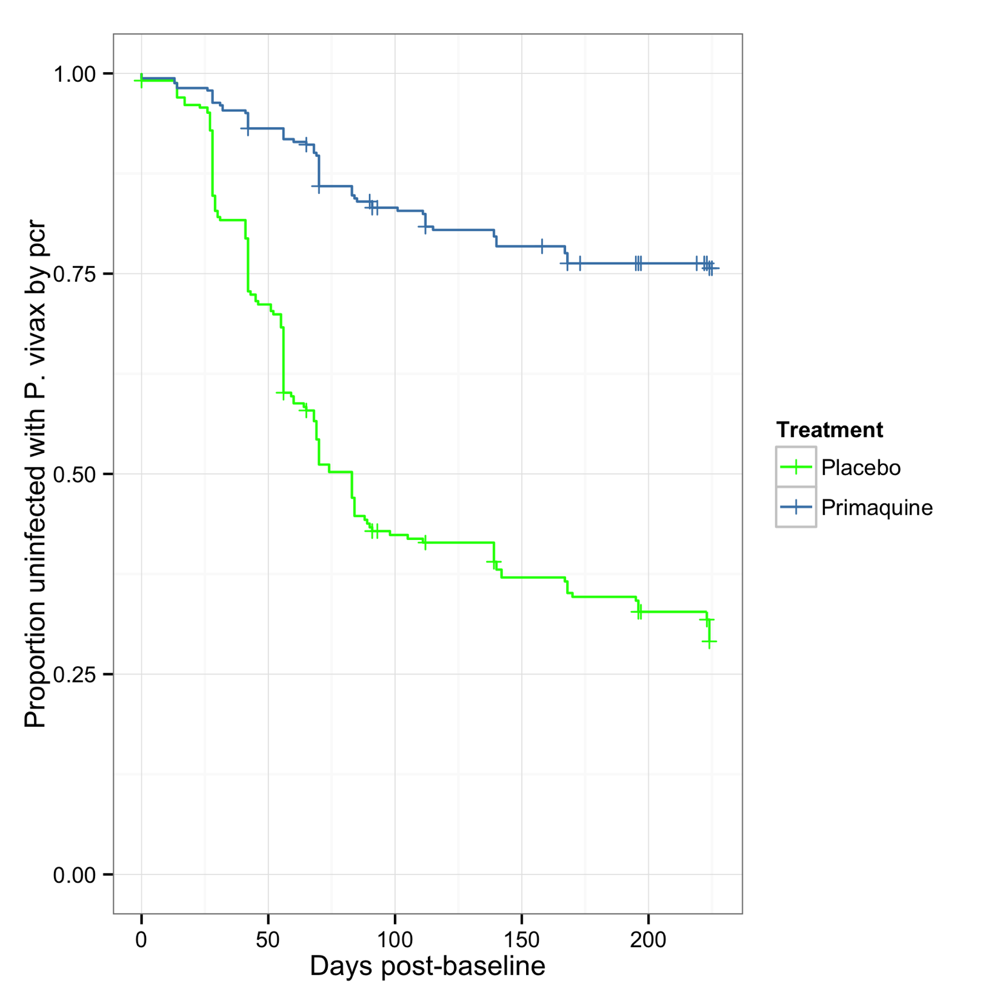 Proportion uninfected with P. vivax by pcr
1.00
0.75
0.50
0.25
0.00
0 50 100 150 200
Days post-baseline
Treatment
Placebo
Primaquine